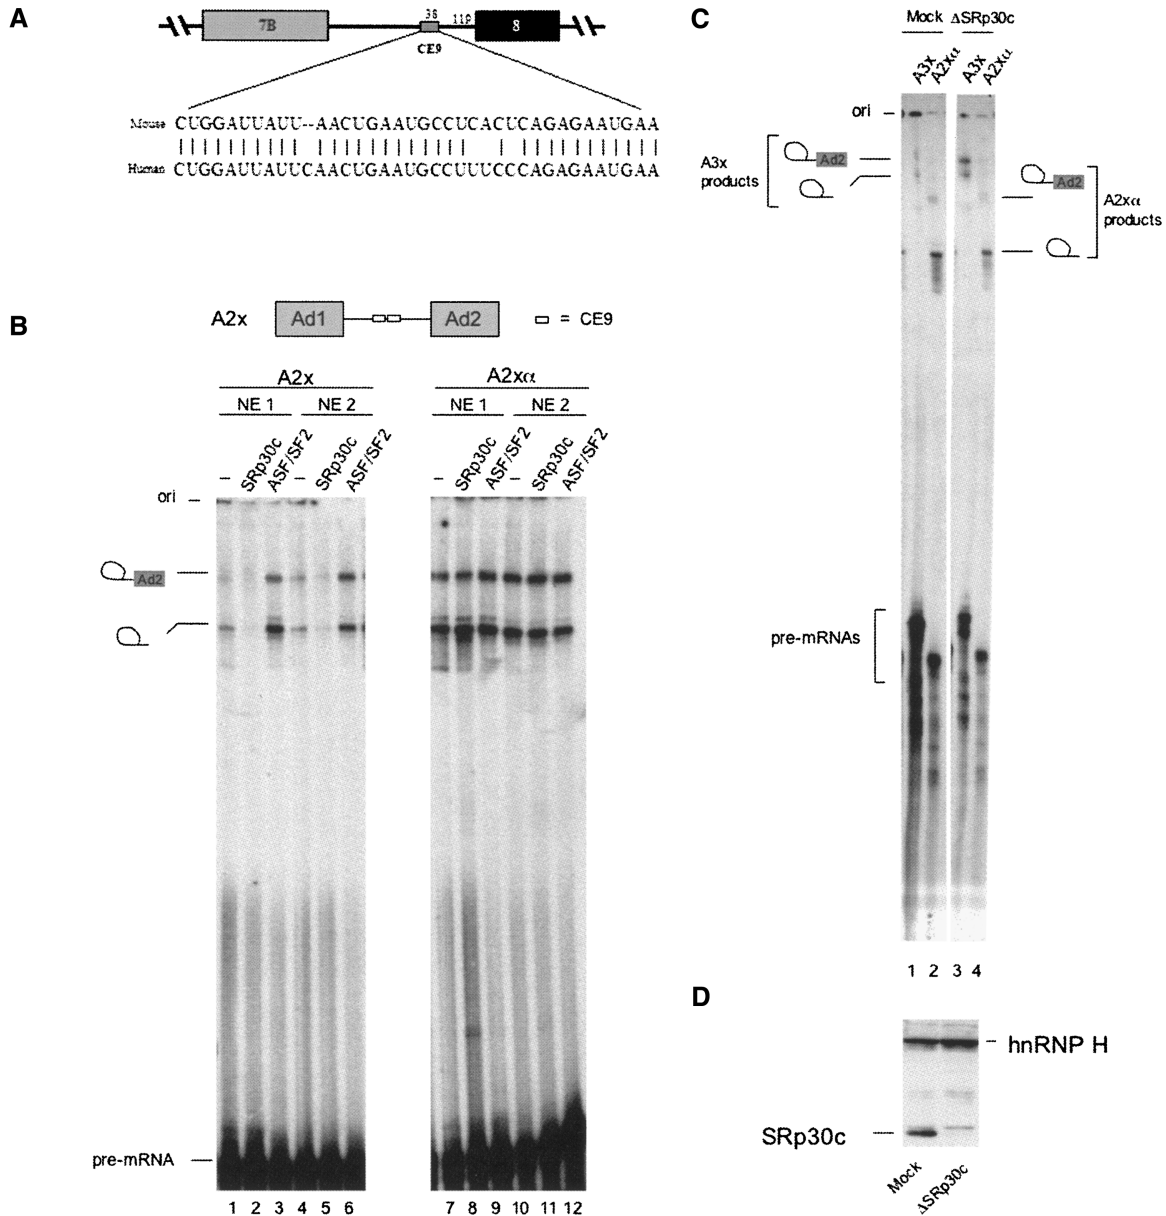 A
7B
38
11p
8
CE9
Mouse CUGGAUUAUU--AACUGAAUGCCUCACUCAGAGAAUGAA
Human CUGGAUUAUUCAACUGAAUGCCUUUCCCAGAGAAUGAA
B
A2x
Ad1
Ad2
= CE9
A2x
NE 1
NE 2
–
SRp30c
ASF/SF2
–
SRp30c
ASF/SF2
A2xα
NE 1
NE 2
–
SRp30c
ASF/SF2
–
SRp30c
ASF/SF2
ori
Ad2
pre-mRNA
1 2 3 4 5 6
7 8 9 10 11 12
C
Mock ΔSRp30c
A3x
A2xα
A3x
A2xα
ori
A3x
products
Ad2
Ad2
A2xα
products
pre-mRNAs
1 2 3 4
D
hnRNP H
SRp30c
Mock
ΔSRp30c